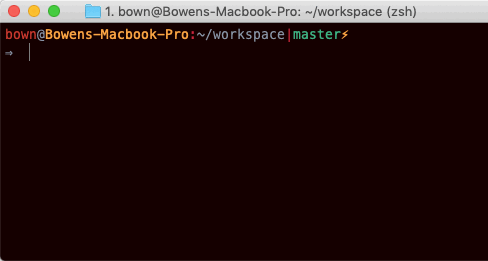 1. bown@Bowens-Macbook-Pro: ~/workspace (zsh)
bown@Bowens-Macbook-Pro:~/workspace|master⚡
⇒